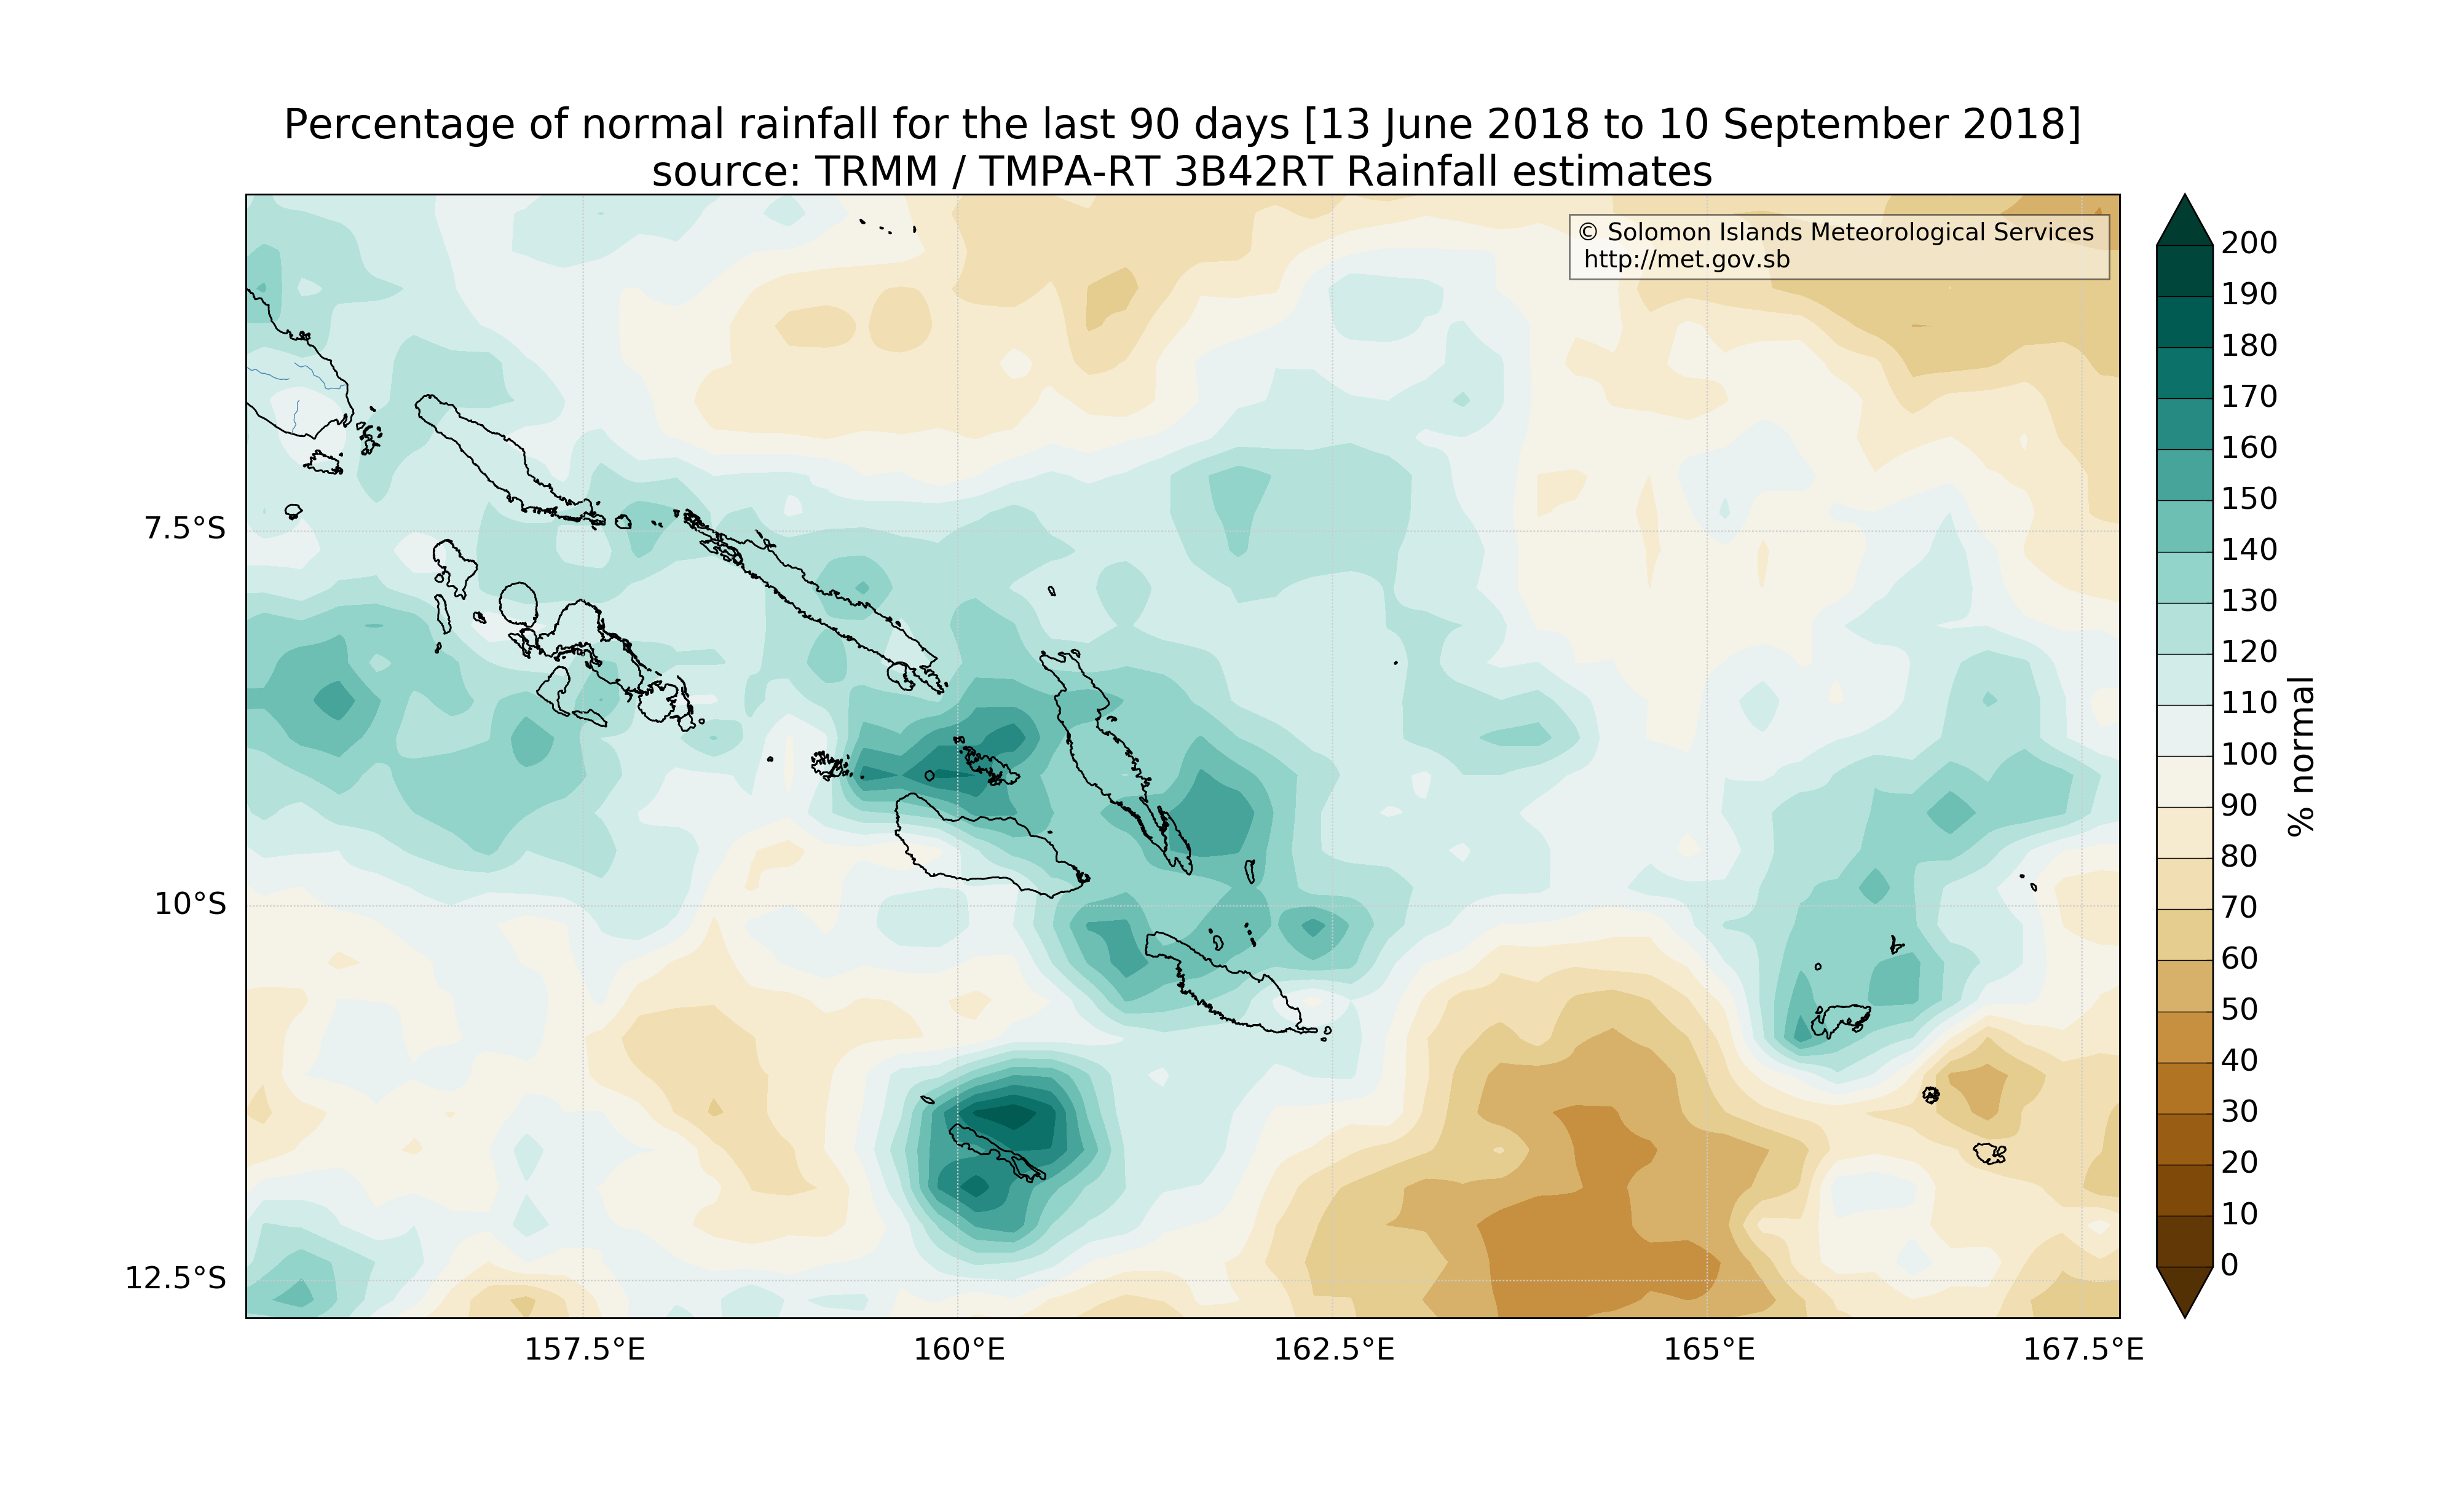 Percentage of normal rainfall for the last 90 days [13 June 2018 to 10 September 2018]
source: TRMM / TMPA-RT 3B42RT Rainfall estimates
© Solomon Islands Meteorological Services
http://met.gov.sb
7.5°S
10°S
12.5°S
157.5°E
160°E
162.5°E
165°E
167.5°E
200
190
180
170
160
150
140
130
120
110
100
90
80
70
60
50
40
30
20
10
0
% normal